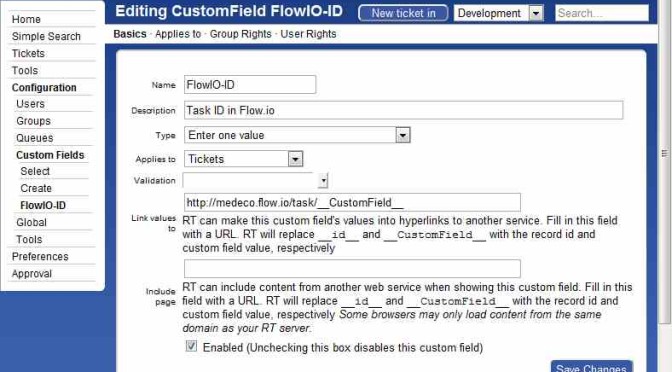 Editing CustomField FlowIO-ID
New ticket in
Development
Search...
Basics · Applies to · Group Rights · User Rights
Home
Simple Search
Tickets
Tools
Configuration
Users
Groups
Queues
Custom Fields
Select
Create
FlowIO-ID
Global
Tools
Preferences
Approval
Name
FlowIO-ID
Description
Task ID in Flow.io
Type
Enter one value
Applies to
Tickets
Validation
http://medeco.flow.io/task/__CustomField__
Link values to
RT can make this custom field's values into hyperlinks to another service. Fill in this field
with a URL. RT will replace __id__ and __CustomField__ with the record id and
custom field value, respectively
Include page
RT can include content from another web service when showing this custom field. Fill in this
field with a URL. RT will replace __id__ and __CustomField__ with the record id and
custom field value, respectively Some browsers may only load content from the same
domain as your RT server.
Enabled (Unchecking this box disables this custom field)
Save Changes